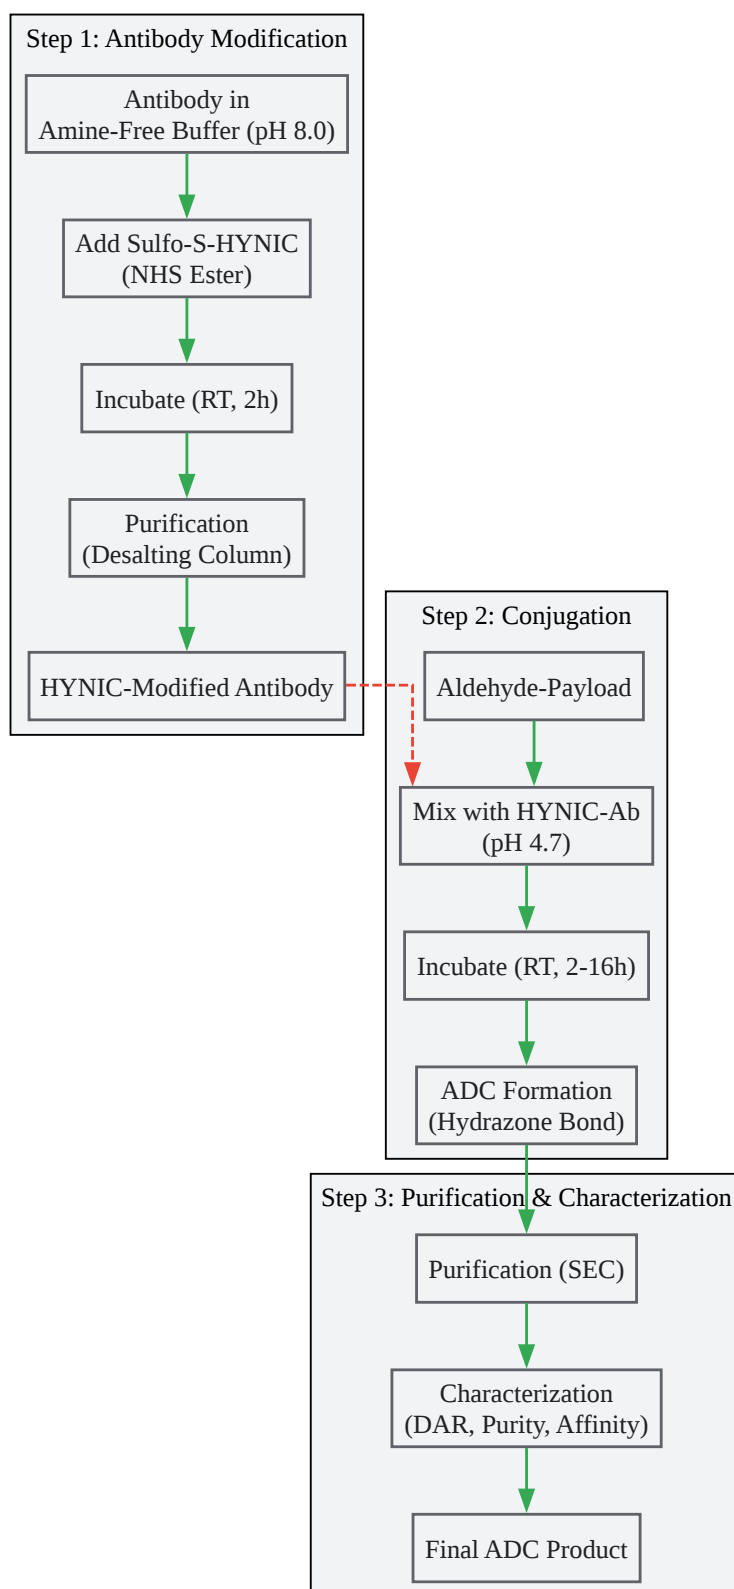 Step 1: Antibody Modification
Antibody in
Amine-Free Buffer (pH 8.0)
Add Sulfo-S-HYNIC
(NHS Ester)
Incubate (RT, 2h)
Purification
(Desalting Column)
HYNIC-Modified Antibody
Step 2: Conjugation
Aldehyde-Payload
Mix with HYNIC-Ab
(pH 4.7)
Incubate (RT, 2-16h)
ADC Formation
(Hydrazone Bond)
Step 3: Purification & Characterization
Purification (SEC)
Characterization
(DAR, Purity, Affinity)
Final ADC Product